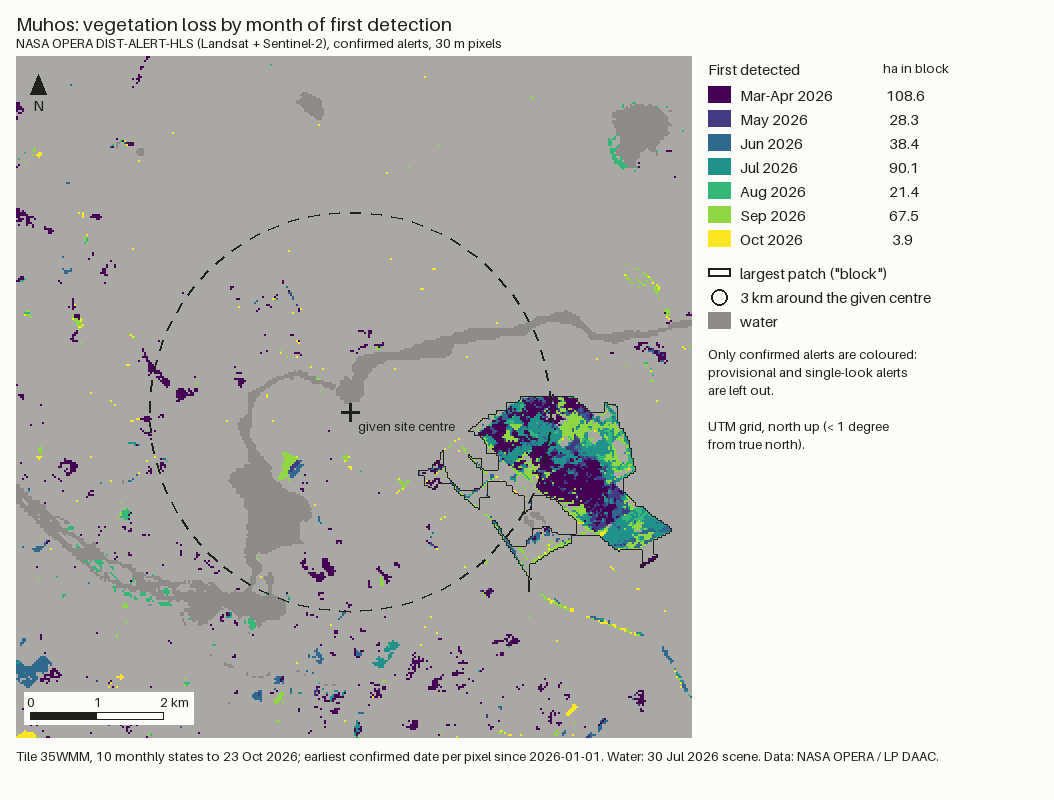 Muhos: vegetation loss by month of first detection
NASA OPERA DIST-ALERT-HLS (Landsat + Sentinel-2), confirmed alerts, 30 m pixels
N
given site centre
0 1 2 km
First detected ha in block
Mar-Apr 2026 108.6
May 2026 28.3
Jun 2026 38.4
Jul 2026 90.1
Aug 2026 21.4
Sep 2026 67.5
Oct 2026 3.9
largest patch ("block")
3 km around the given centre
water
Only confirmed alerts are coloured:
provisional and single-look alerts
are left out.
UTM grid, north up (< 1 degree
from true north).
Tile 35WMM, 10 monthly states to 23 Oct 2026; earliest confirmed date per pixel since 2026-01-01. Water: 30 Jul 2026 scene. Data: NASA OPERA / LP DAAC.